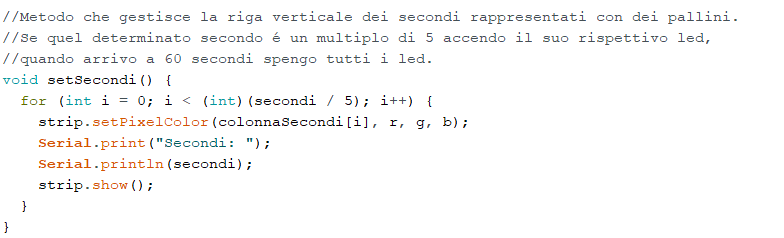 //Metodo che gestisce la riga verticale dei secondi rappresentati con dei pallini.
//Se quel determinato secondo é un multiplo di 5 accendo il suo rispettivo led,
//quando arrivo a 60 secondi spengo tutti i led.
void setSecondi() {
  for (int i = 0; i < (int)(secondi / 5); i++) {
    strip.setPixelColor(colonnaSecondi[i], r, g, b);
    Serial.print("Secondi: ");
    Serial.println(secondi);
    strip.show();
  }
}